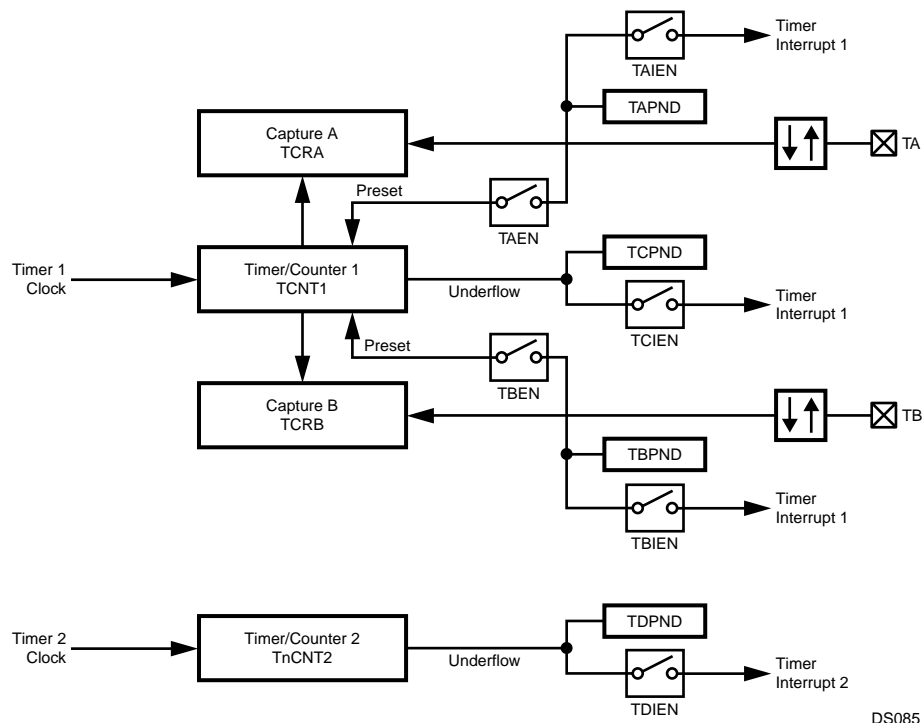 Timer
Interrupt 1
TAIEN
TAPND
Capture A
TCRA
TA
Preset
TAEN
TCPND
Timer 1
Clock
Timer/Counter 1
TCNT1
Underflow
Timer
Interrupt 1
TCIEN
Preset
TBEN
Capture B
TCRB
TB
TBPND
Timer
Interrupt 1
TBIEN
TDPND
Timer 2
Clock
Timer/Counter 2
TnCNT2
Underflow
Timer
Interrupt 2
TDIEN
DS085